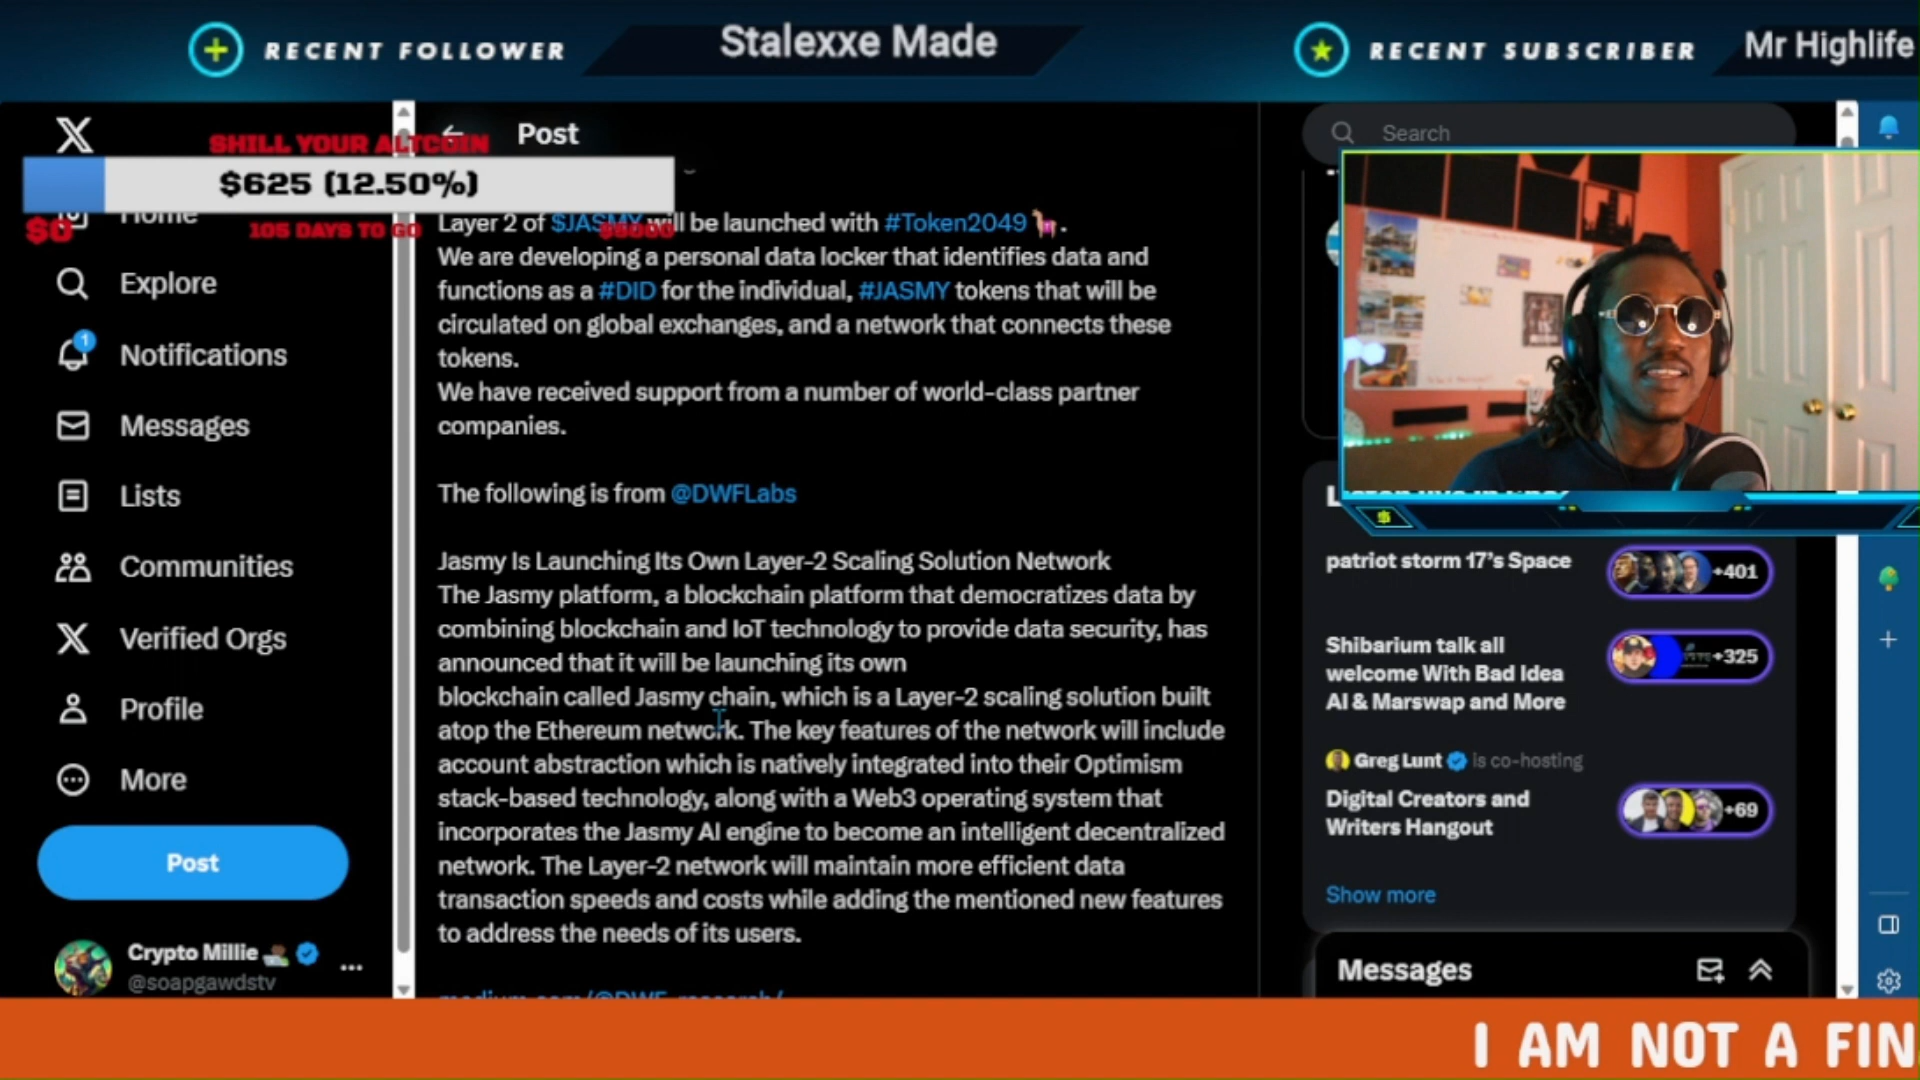 RECENT FOLLOWER
Stalexxe Made
RECENT SUBSCRIBER
Mr Highlife
SHILL YOUR ALTCOIN
$625 (12.50%)
$0
105 DAYS TO GO
Home
Explore
Notifications
1
Messages
Lists
Communities
Verified Orgs
Profile
More
Post
Crypto Millie
@soapgawdstv
Post
Layer 2 of $JASMY will be launched with #Token2049 .
We are developing a personal data locker that identifies data and
functions as a #DID for the individual, #JASMY tokens that will be
circulated on global exchanges, and a network that connects these
tokens.
We have received support from a number of world-class partner
companies.
The following is from @DWFLabs
Jasmy Is Launching Its Own Layer-2 Scaling Solution Network
The Jasmy platform, a blockchain platform that democratizes data by
combining blockchain and IoT technology to provide data security, has
announced that it will be launching its own
blockchain called Jasmy chain, which is a Layer-2 scaling solution built
atop the Ethereum network. The key features of the network will include
account abstraction which is natively integrated into their Optimism
stack-based technology, along with a Web3 operating system that
incorporates the Jasmy AI engine to become an intelligent decentralized
network. The Layer-2 network will maintain more efficient data
transaction speeds and costs while adding the mentioned new features
to address the needs of its users.
Search
patriot storm 17's Space
+401
Shibarium talk all
welcome With Bad Idea
AI & Marswap and More
+325
Greg Lunt is co-hosting
Digital Creators and
Writers Hangout
+69
Show more
Messages
I AM NOT A FIN